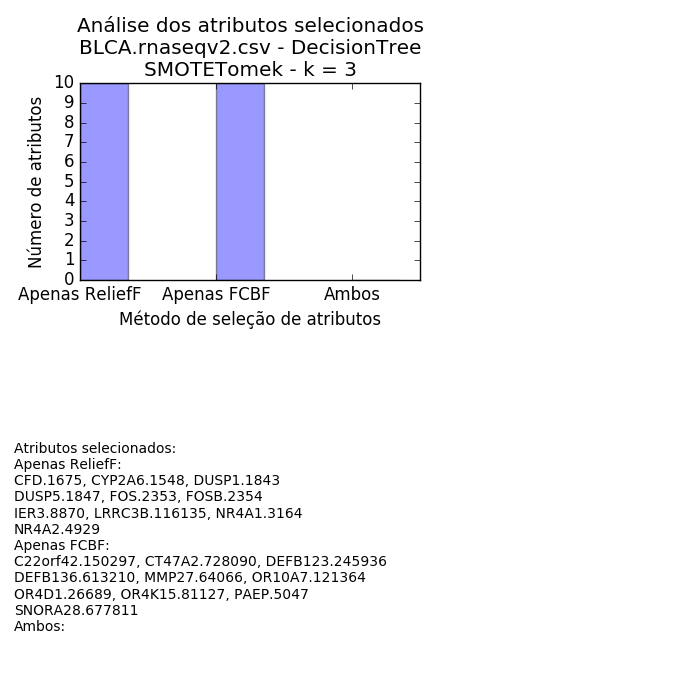 Análise dos atributos selecionados
BLCA.rnaseqv2.csv - DecisionTree
SMOTETomek - k = 3
Número de atributos
10
9
8
7
6
5
4
3
2
1
0
Apenas ReliefF Apenas FCBF Ambos
Método de seleção de atributos
Atributos selecionados:
Apenas ReliefF:
CFD.1675, CYP2A6.1548, DUSP1.1843
DUSP5.1847, FOS.2353, FOSB.2354
IER3.8870, LRRC3B.116135, NR4A1.3164
NR4A2.4929
Apenas FCBF:
C22orf42.150297, CT47A2.728090, DEFB123.245936
DEFB136.613210, MMP27.64066, OR10A7.121364
OR4D1.26689, OR4K15.81127, PAEP.5047
SNORA28.677811
Ambos: